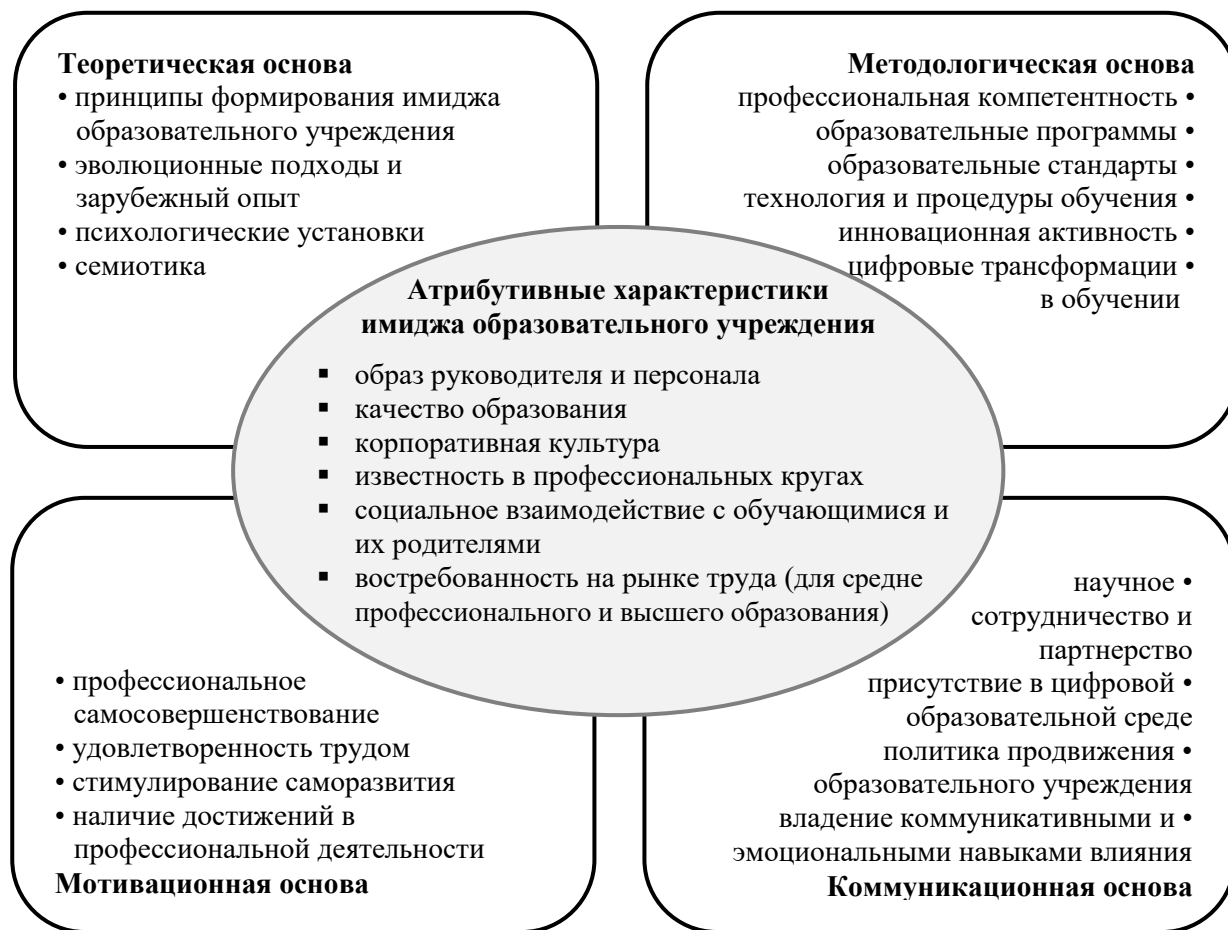 Теоретическая основа
• принципы формирования имиджа
образовательного учреждения
• эволюционные подходы и
зарубежный опыт
• психологические установки
• семиотика
Методологическая основа
профессиональная компетентность •
образовательные программы •
образовательные стандарты •
технология и процедуры обучения •
инновационная активность •
цифровые трансформации •
в обучении
Атрибутивные характеристики
имиджа образовательного учреждения
▪ образ руководителя и персонала
▪ качество образования
▪ корпоративная культура
▪ известность в профессиональных кругах
▪ социальное взаимодействие с обучающимися и
их родителями
▪ востребованность на рынке труда (для средне
профессионального и высшего образования)
• профессиональное
самосовершенствование
• удовлетворенность трудом
• стимулирование саморазвития
• наличие достижений в
профессиональной деятельности
Мотивационная основа
научное •
сотрудничество и
партнерство
присутствие в цифровой •
образовательной среде
политика продвижения •
образовательного учреждения
владение коммуникативными и •
эмоциональными навыками влияния
Коммуникационная основа